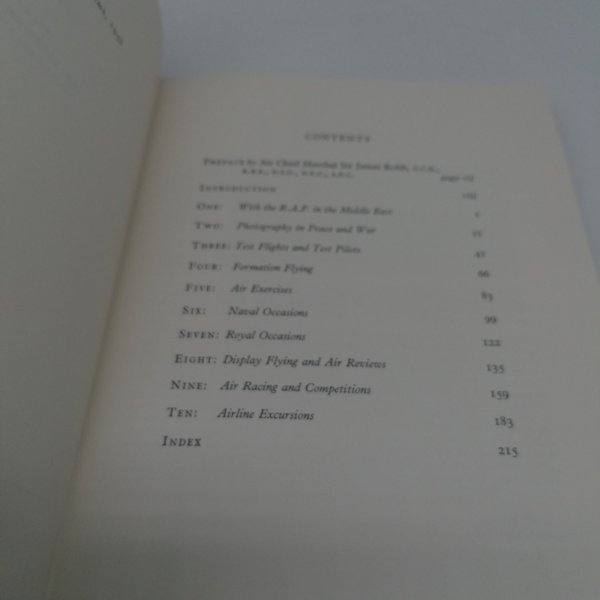 CONTENTS
PREFACE by Air Chief Marshal Sir James Robb, G.C.B.,
K.B.E., D.S.O., D.F.C., A.F.C. page vii
INTRODUCTION viii
ONE: With the R.A.F. in the Middle East 1
TWO: Photography in Peace and War
THREE: Test Flights and Test Pilots 42
FOUR: Formation Flying 66
FIVE: Air Exercises 83
SIX: Naval Occasions 99
SEVEN: Royal Occasions 122
EIGHT: Display Flying and Air Reviews 135
NINE: Air Racing and Competitions 159
TEN: Airline Excursions 183
INDEX 215